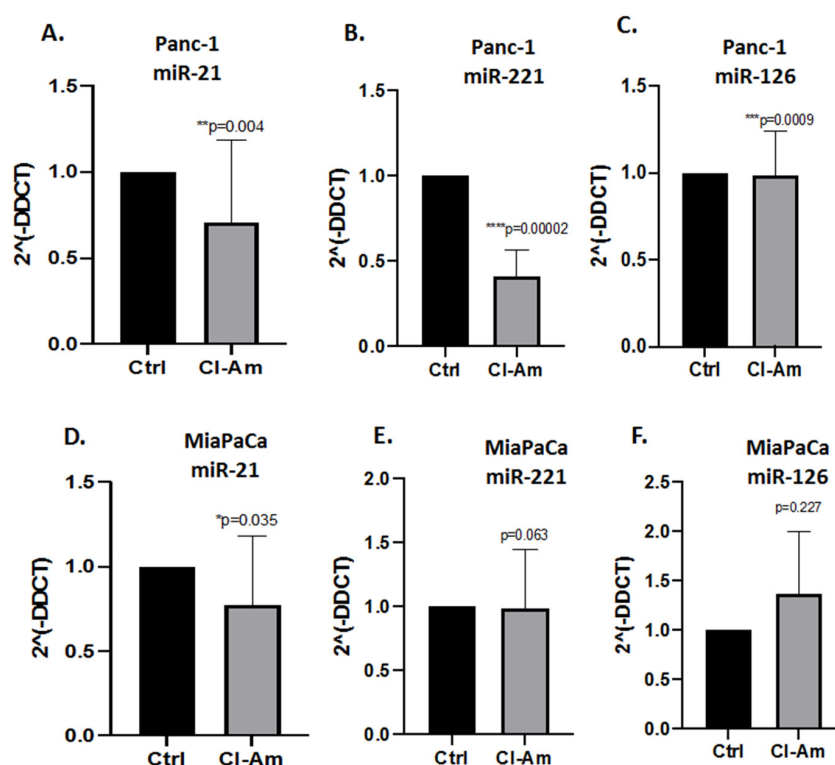 A.
Panc-1
miR-21
2^(-DDCT)
1.5
1.0
0.5
0.0
**p=0.004
Ctrl
Cl-Am
B.
Panc-1
miR-221
2^(-DDCT)
1.5
1.0
0.5
0.0
****p=0.00002
Ctrl
Cl-Am
C.
Panc-1
miR-126
2^(-DDCT)
1.5
1.0
0.5
0.0
***p=0.0009
Ctrl
Cl-Am
D.
MiaPaCa
miR-21
2^(-DDCT)
1.5
1.0
0.5
0.0
*p=0.035
Ctrl
Cl-Am
E.
MiaPaCa
miR-221
2^(-DDCT)
2.0
1.5
1.0
0.5
0.0
p=0.063
Ctrl
Cl-Am
F.
MiaPaCa
miR-126
2^(-DDCT)
2.5
2.0
1.5
1.0
0.5
0.0
p=0.227
Ctrl
Cl-Am